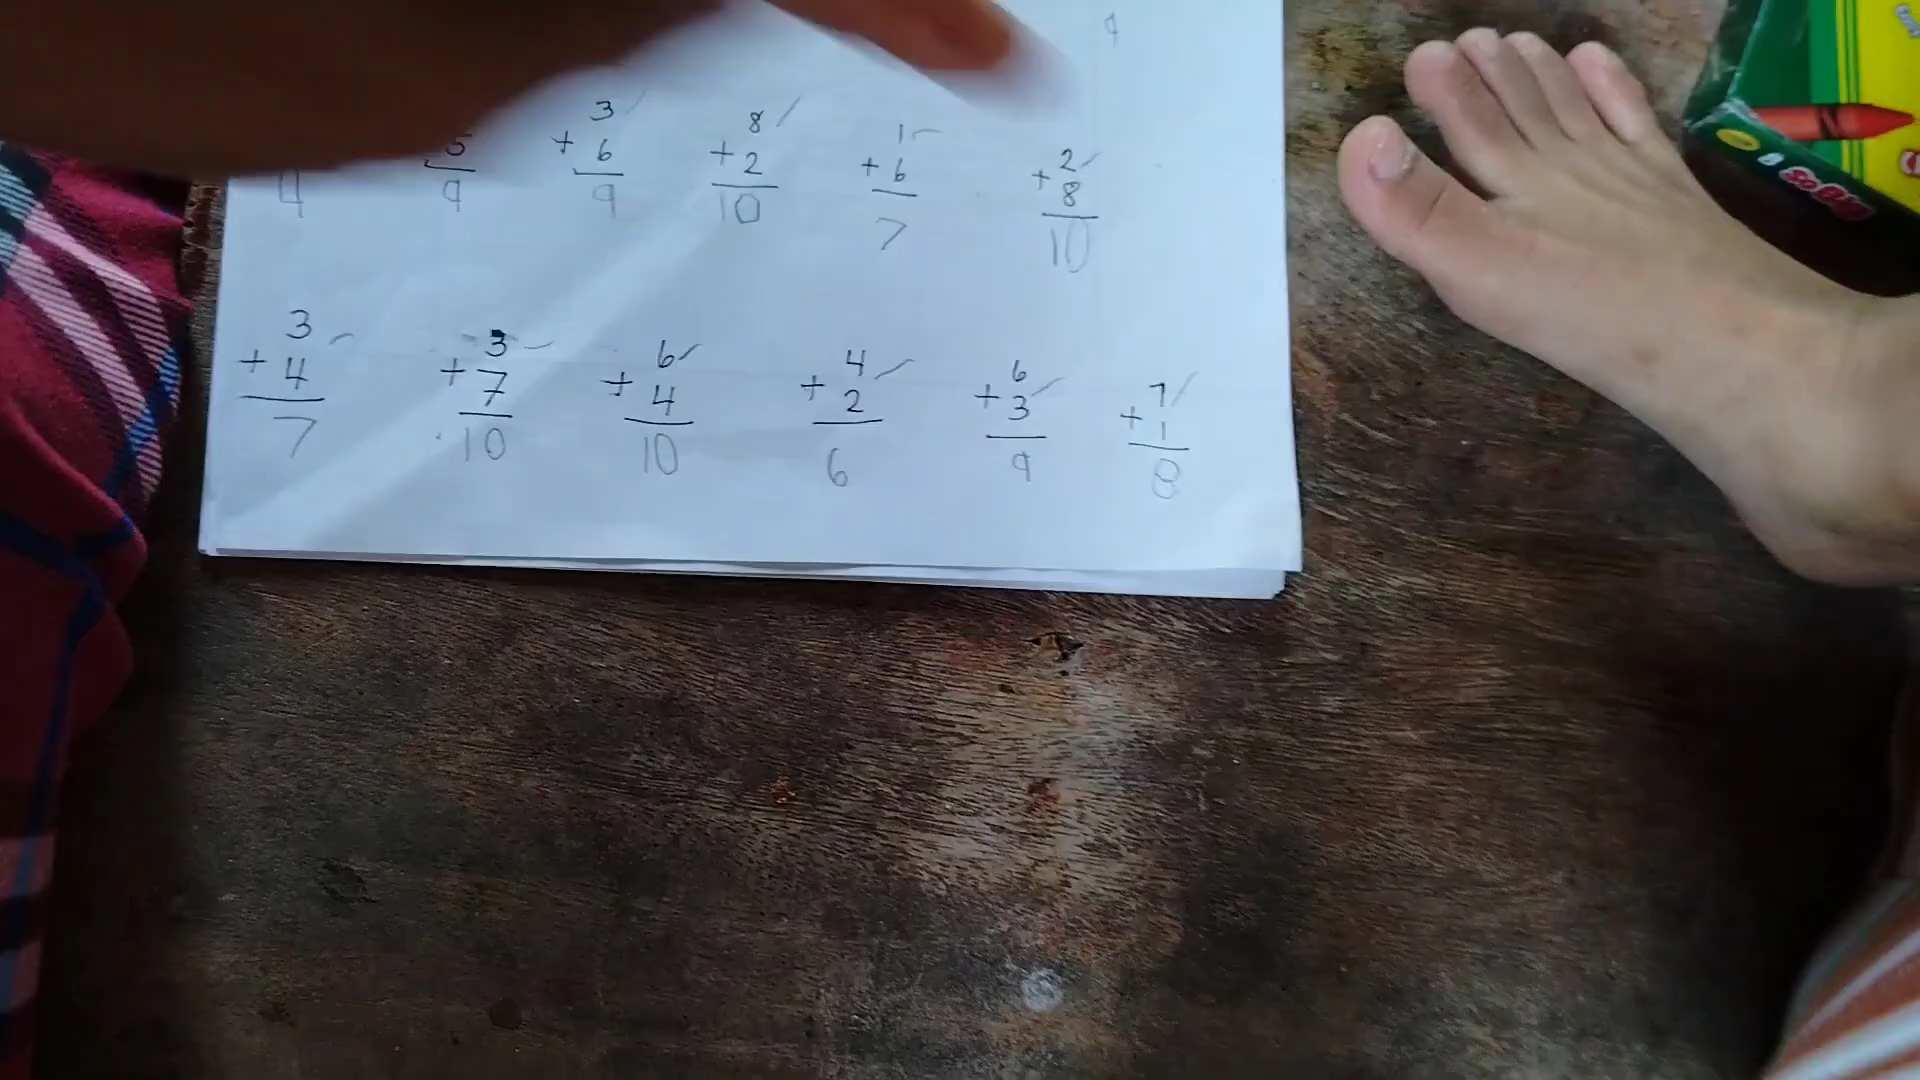 9
3 8 1 2
5 + 6 + 2 + 6 + 8
9 9 10 7 10
3 3 6 4 6 7
+ 4 + 7 + 4 + 2 + 3 + 1
7 10 10 6 9 8